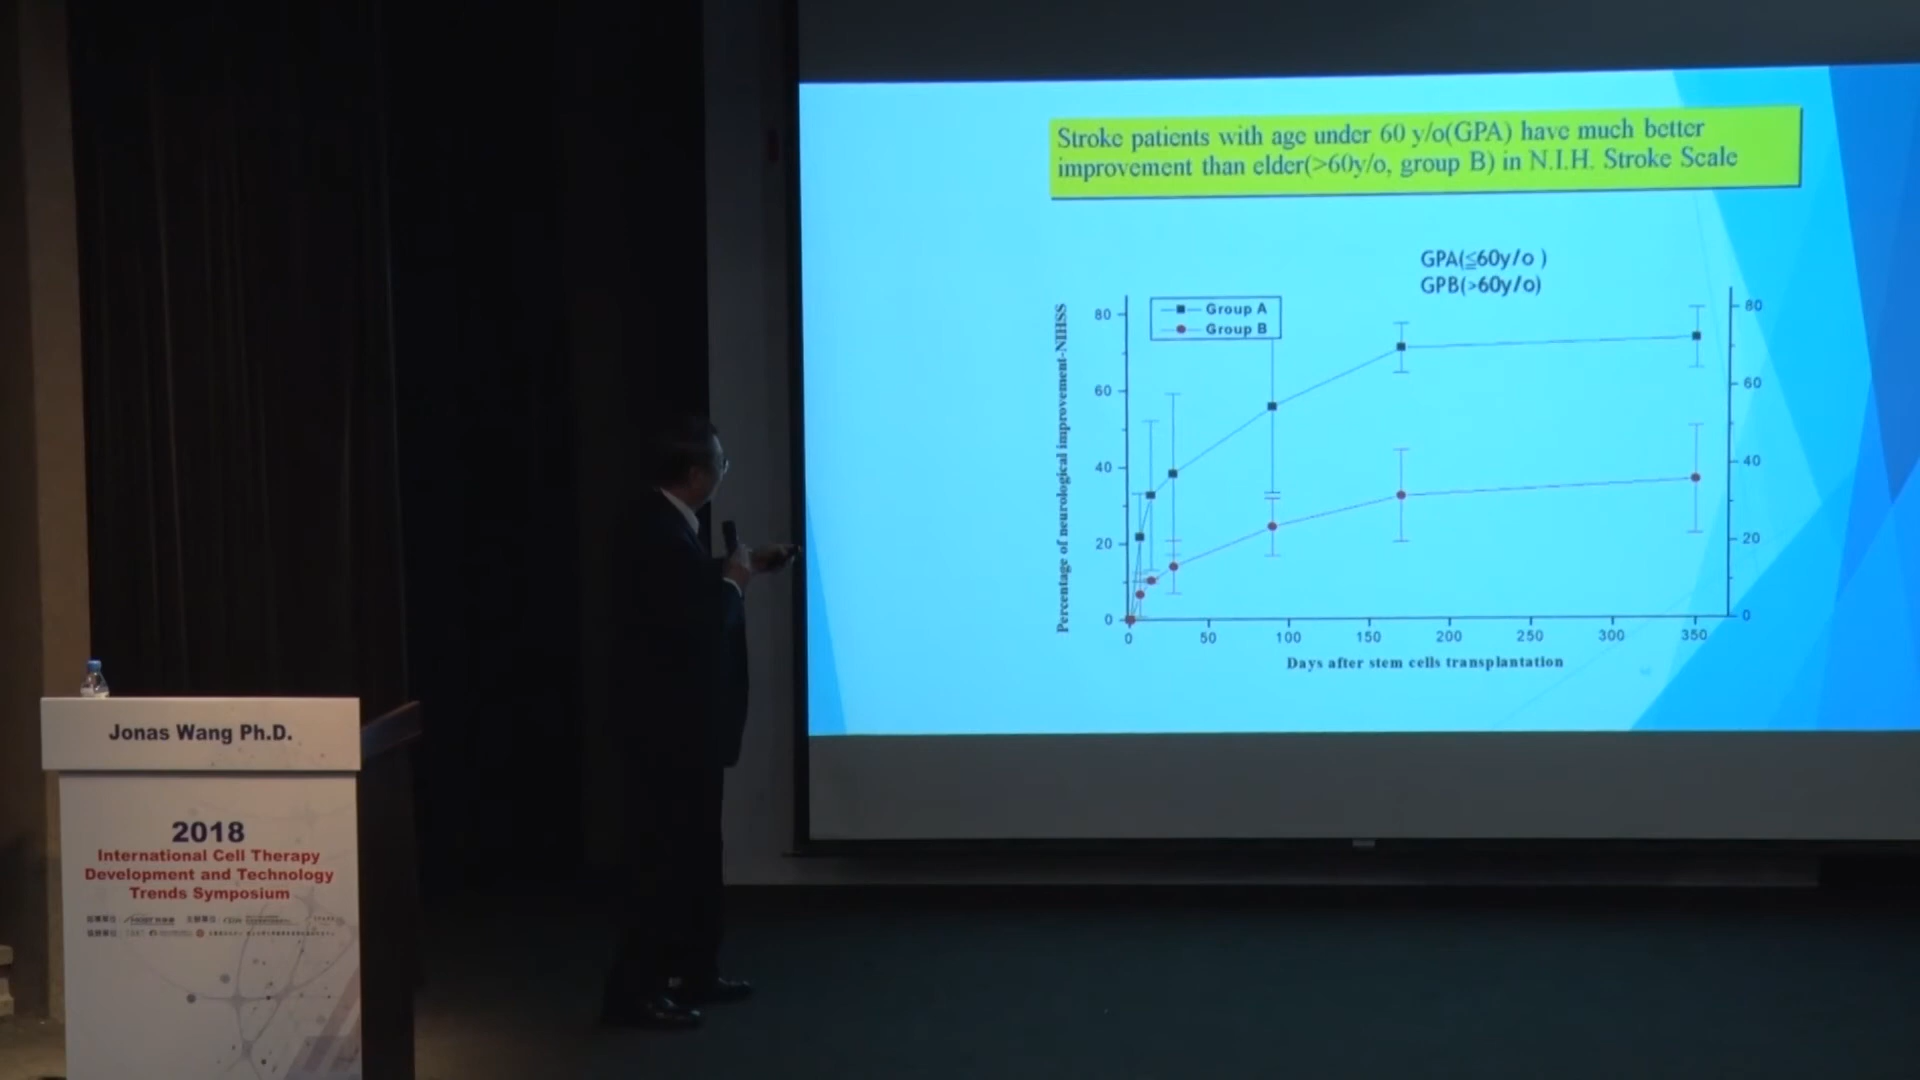 Stroke patients with age under 60 y/o(GPA) have much better
improvement than elder(>60y/o, group B) in N.I.H. Stroke Scale
GPA(≦60y/o )
GPB(>60y/o)
Group A
Group B
Percentage of neurological improvement-NIHSS
80
60
40
20
0
80
60
40
20
0
0 50 100 150 200 250 300 350
Days after stem cells transplantation
Jonas Wang Ph.D.
2018
International Cell Therapy
Development and Technology
Trends Symposium